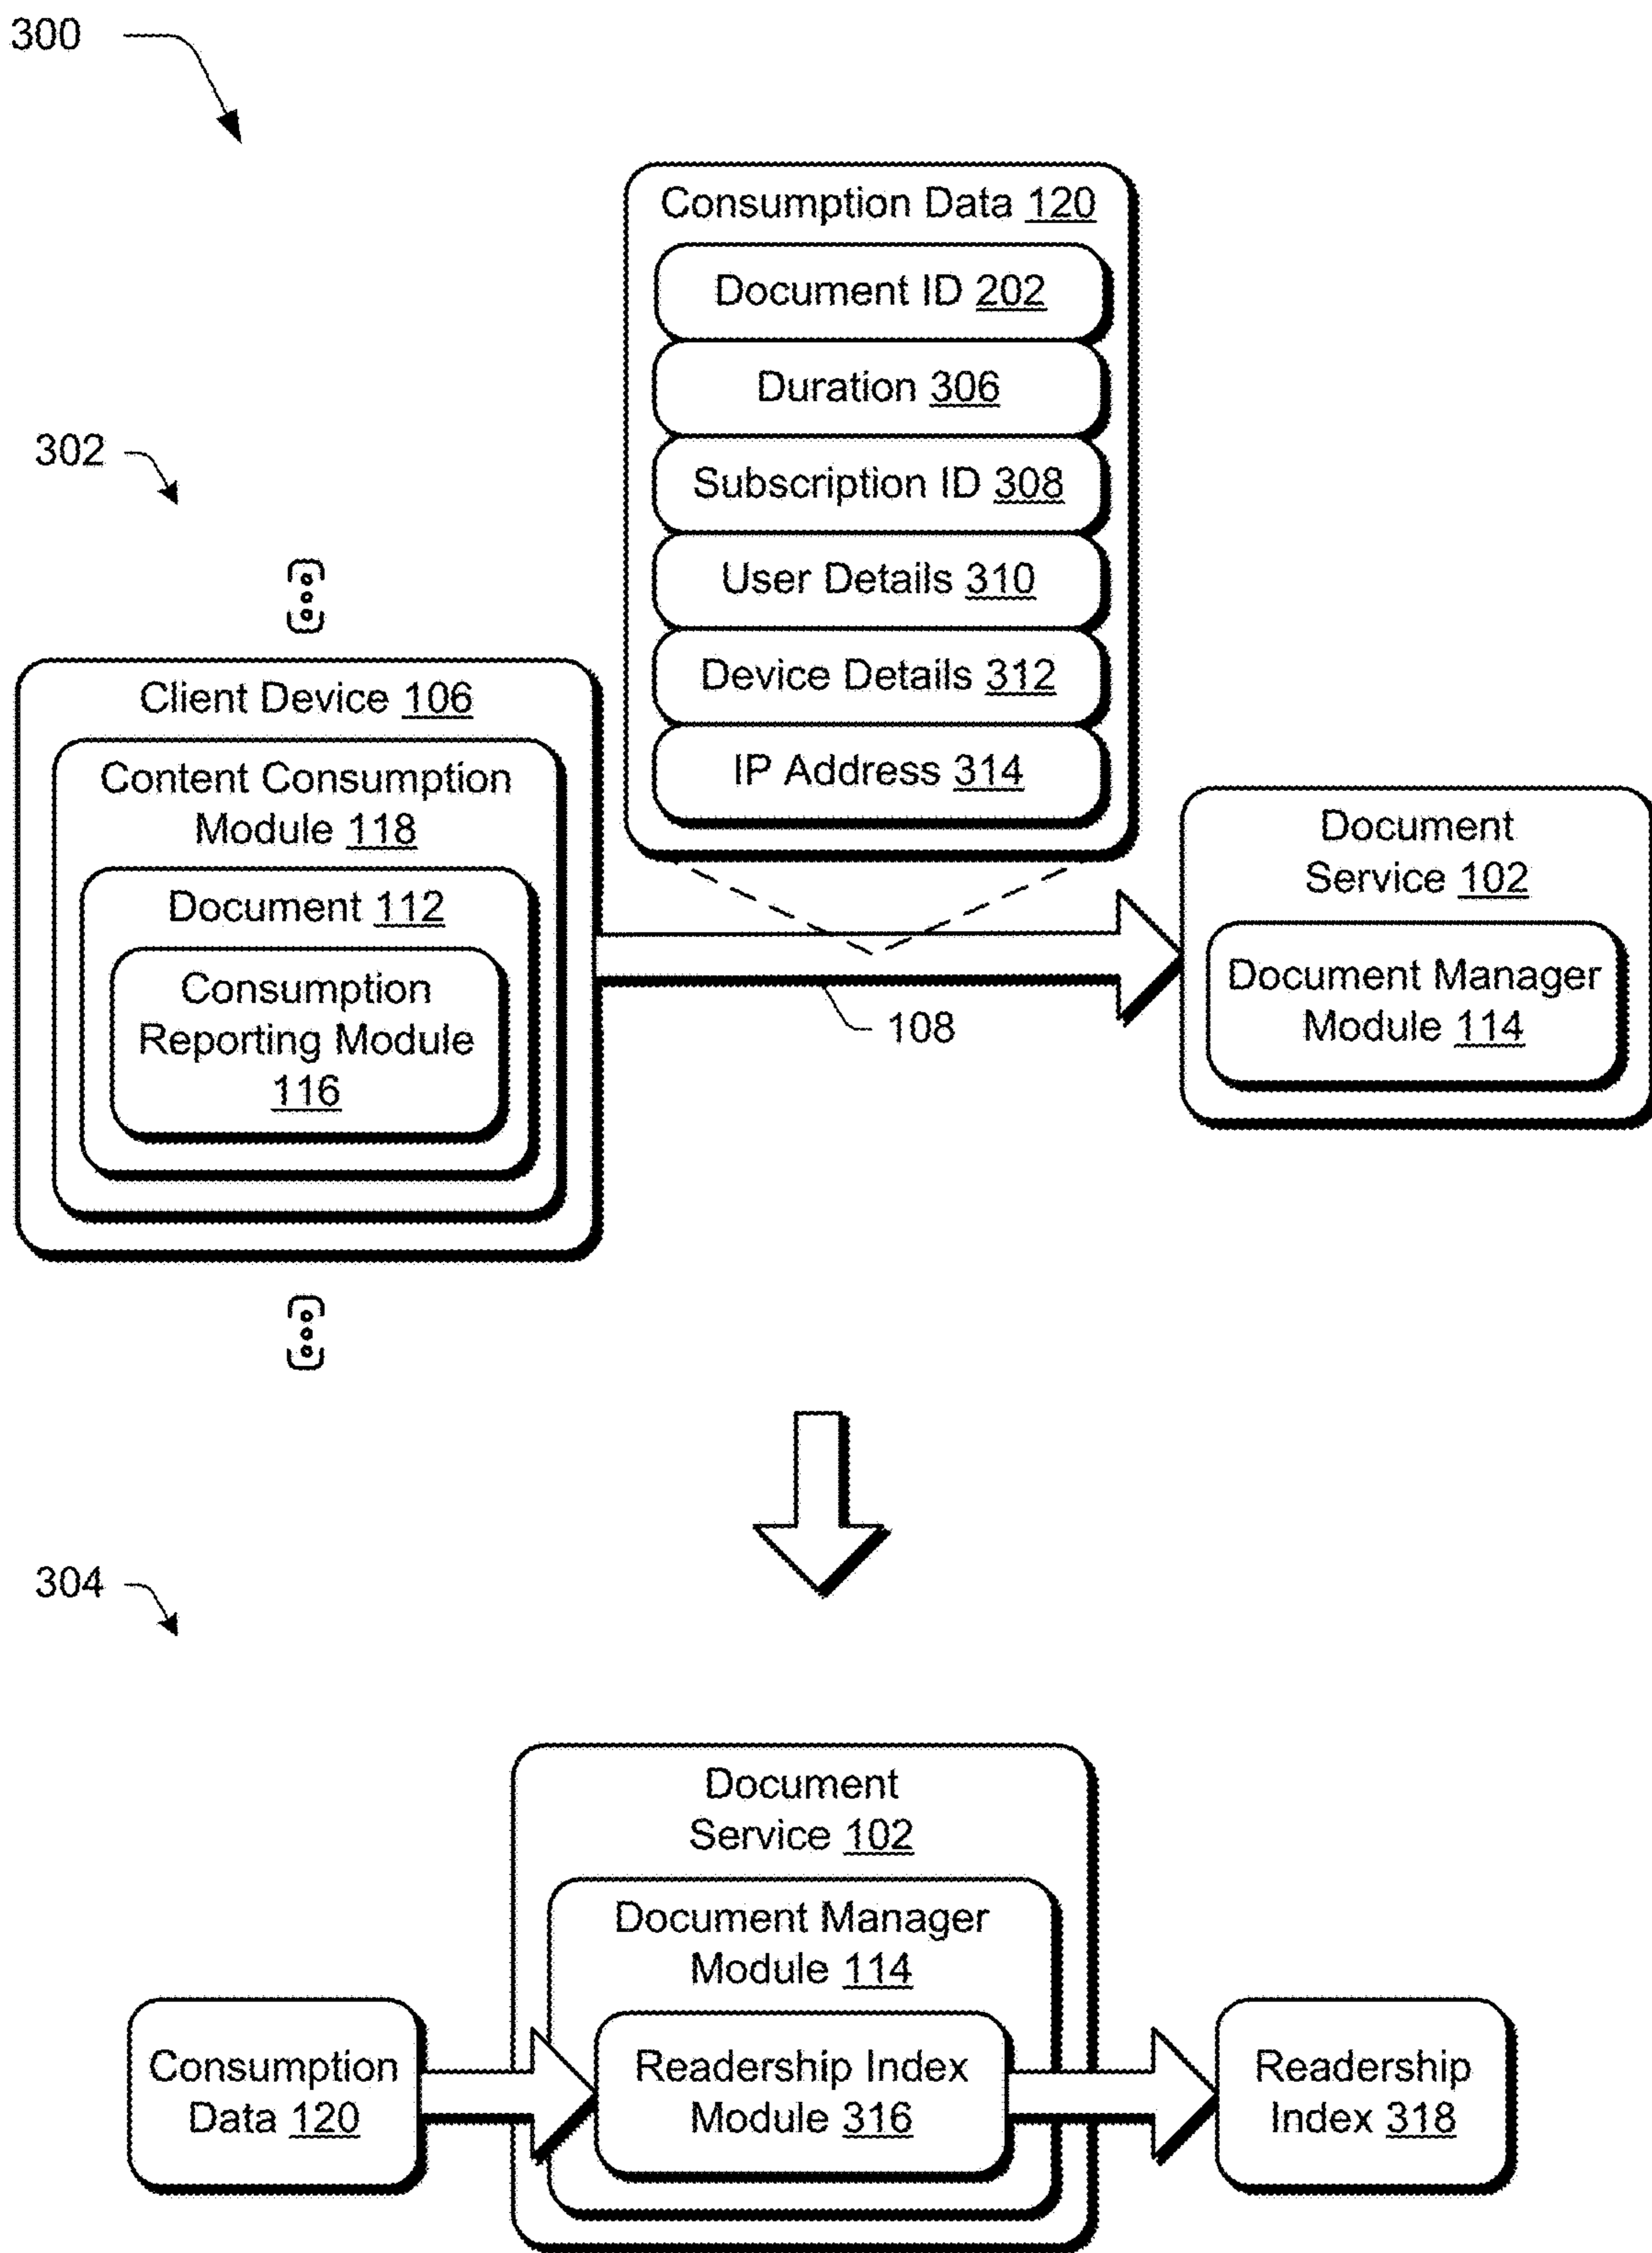 300
Consumption Data 120
Document ID 202
Duration 306
302
Subscription ID 308
User Details 310
Device Details 312
IP Address 314
Client Device 106
Content Consumption
Module 118
Document 112
Consumption
Reporting Module
116
108
Document
Service 102
Document Manager
Module 114
304
Document
Service 102
Document Manager
Module 114
Consumption
Data 120
Readership Index
Module 316
Readership
Index 318